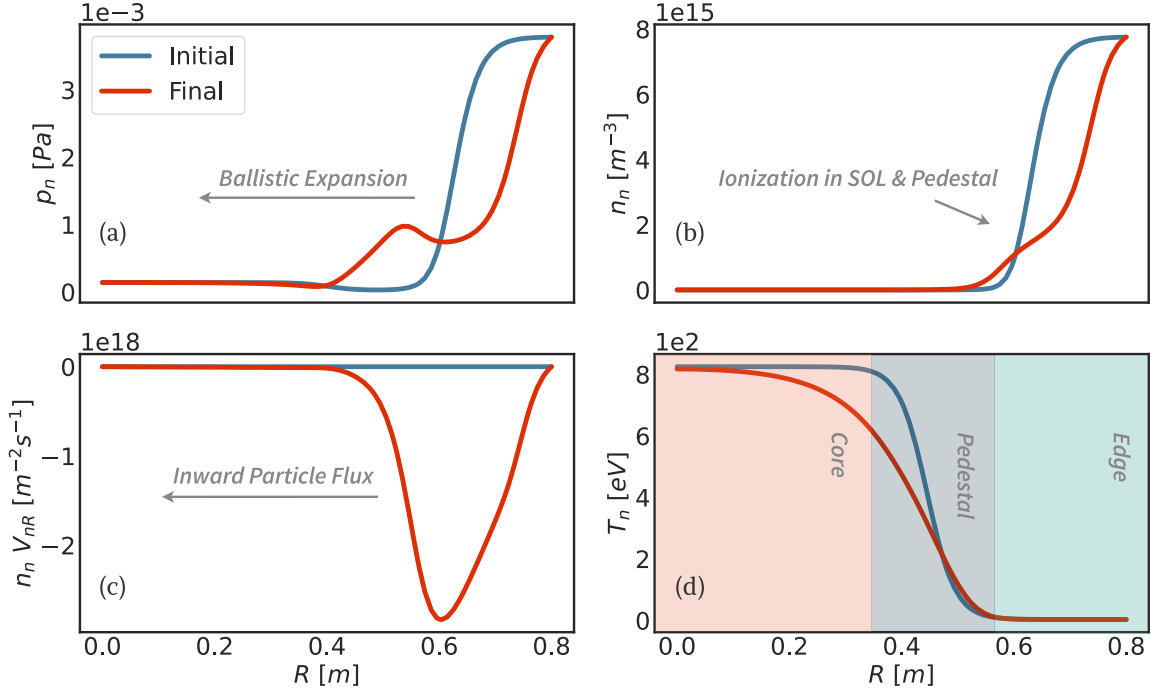 1e−3
Initial
Final
3
2
1
0
p_n [Pa]
Ballistic Expansion
(a)
1e15
8
6
4
2
0
n_n [m^−3]
Ionization in SOL & Pedestal
(b)
1e18
0
−1
−2
n_n V_nR [m^−2 s^−1]
Inward Particle Flux
(c)
0.0 0.2 0.4 0.6 0.8
R [m]
1e2
8
6
4
2
0
T_n [eV]
Core
Pedestal
Edge
(d)
0.0 0.2 0.4 0.6 0.8
R [m]